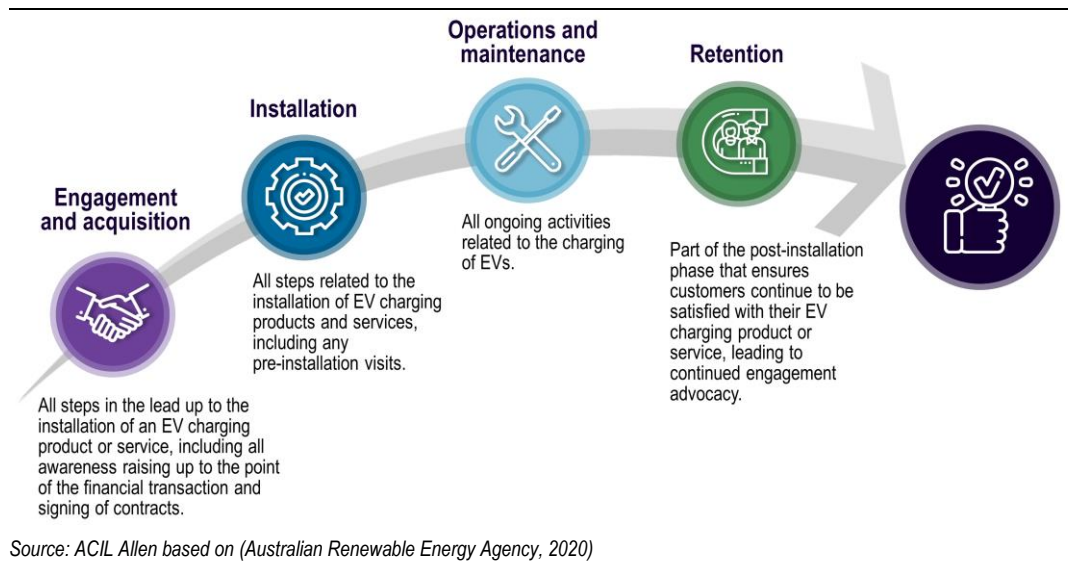 Engagement
and acquisition
All steps in the lead up to the
installation of an EV charging
product or service, including all
awareness raising up to the point
of the financial transaction and
signing of contracts.
Installation
All steps related to the
installation of EV charging
products and services,
including any
pre-installation visits.
Operations and
maintenance
All ongoing activities
related to the charging
of EVs.
Retention
Part of the post-installation
phase that ensures
customers continue to be
satisfied with their EV
charging product or
service, leading to
continued engagement
advocacy.
Source: ACIL Allen based on (Australian Renewable Energy Agency, 2020)